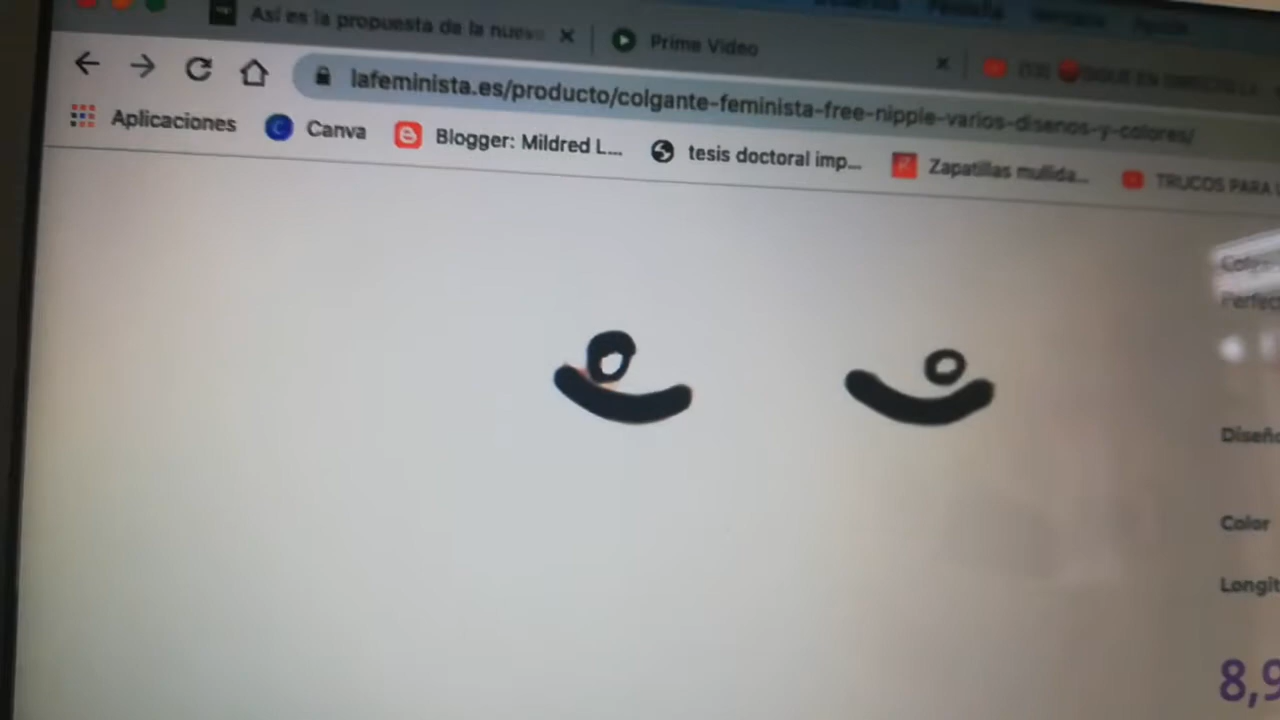 Así es la propuesta de la nueva
Prime Video
lafeminista.es/producto/colgante-feminista-free-nipple-varios-disenos-y-colores/
Aplicaciones
Canva
Blogger: Mildred L...
tesis doctoral imp...
Zapatillas mullida...
TRUCOS PARA
Diseño
Color
Longit
8,9